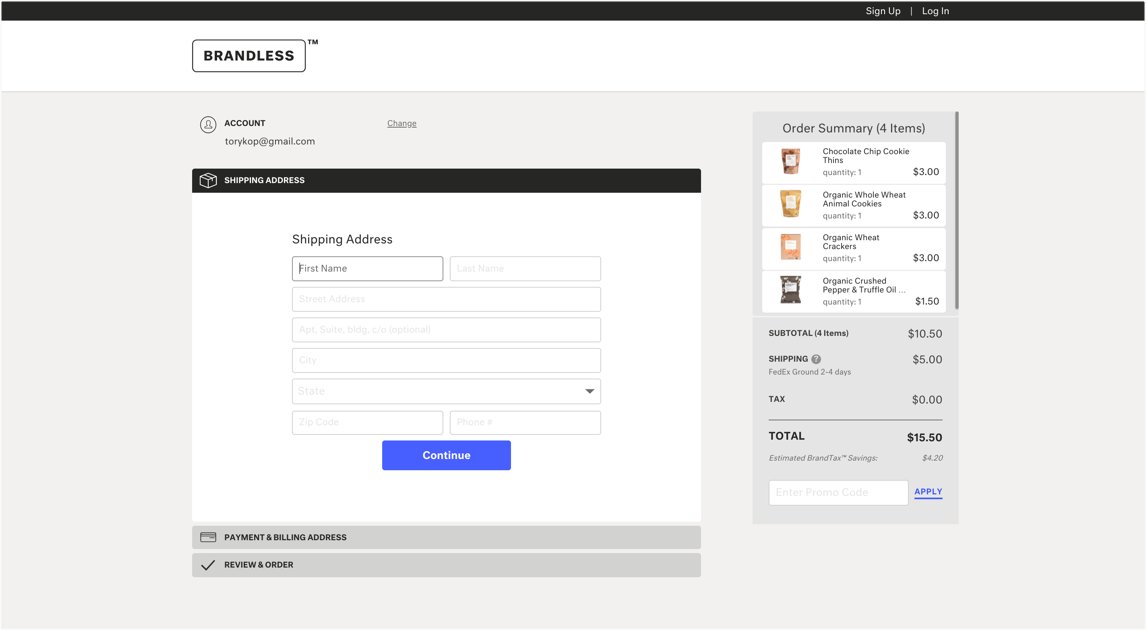 Sign Up | Log In
BRANDLESS ™
ACCOUNT
Change
torykop@gmail.com
SHIPPING ADDRESS
Shipping Address
First Name
Last Name
Street Address
Apt, Suite, bldg, c/o (optional)
City
State
Zip Code
Phone #
Continue
PAYMENT & BILLING ADDRESS
REVIEW & ORDER
Order Summary (4 Items)
Chocolate Chip Cookie
Thins
quantity: 1
$3.00
Organic Whole Wheat
Animal Cookies
quantity: 1
$3.00
Organic Wheat
Crackers
quantity: 1
$3.00
Organic Crushed
Pepper & Truffle Oil ...
quantity: 1
$1.50
SUBTOTAL (4 Items)
$10.50
SHIPPING ?
$5.00
FedEx Ground 2-4 days
TAX
$0.00
TOTAL
$15.50
Estimated BrandTax™ Savings:
$4.20
Enter Promo Code
APPLY